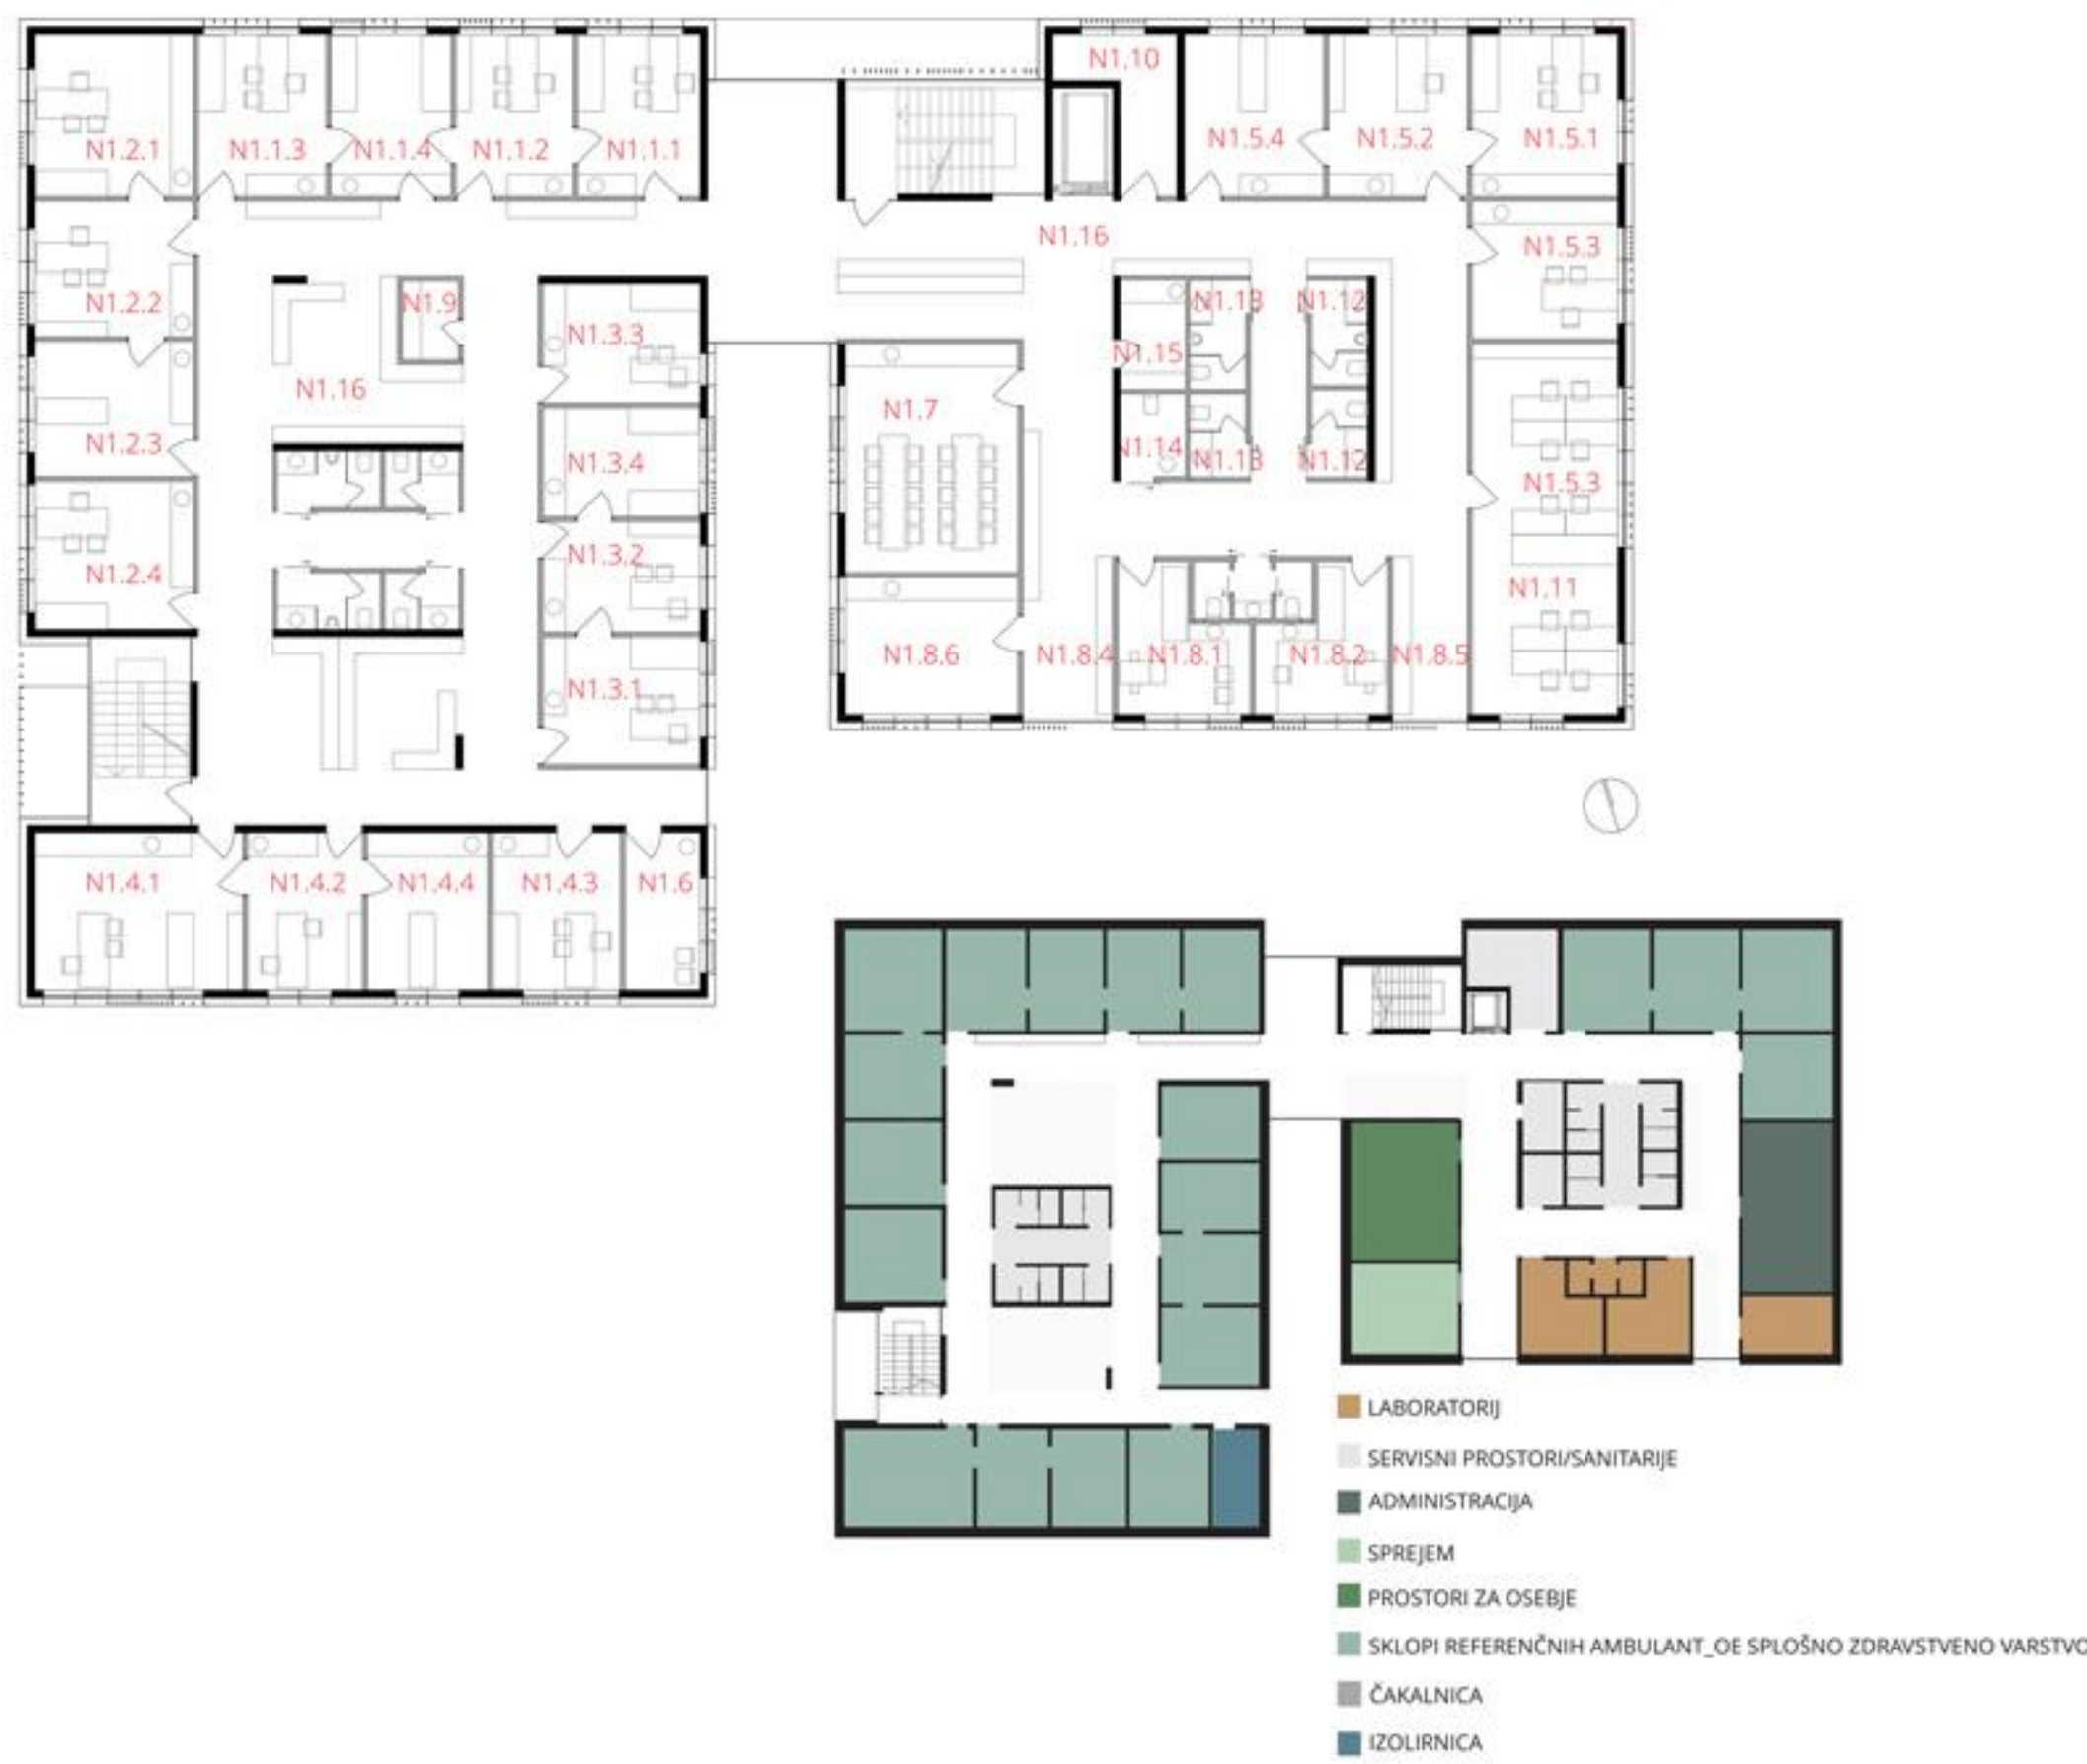 N1.10
N1.2.1 N1.1.3 N1.1.4 N1.1.2 N1.1.1 N1.5.4 N1.5.2 N1.5.1
N1.16
N1.5.3
N1.2.2 N1.9 N1.13 N1.12
N1.3.3
N1.15
N1.16 N1.7
N1.2.3 N1.3.4 N1.14 N1.13 N1.12
N1.5.3
N1.3.2
N1.2.4 N1.11
N1.8.6 N1.8.4 N1.8.1 N1.8.2 N1.8.5
N1.3.1
N1.4.1 N1.4.2 N1.4.4 N1.4.3 N1.6
LABORATORIJ
SERVISNI PROSTORI/SANITARIJE
ADMINISTRACIJA
SPREJEM
PROSTORI ZA OSEBJE
SKLOPI REFERENČNIH AMBULANT_OE SPLOŠNO ZDRAVSTVENO VARSTVO
ČAKALNICA
IZOLIRNICA